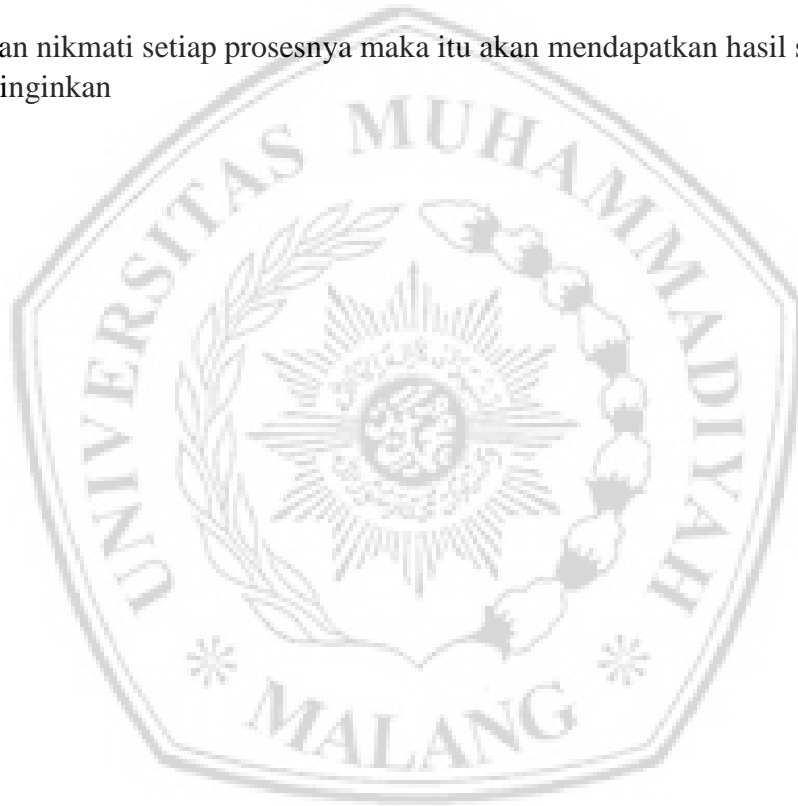 an nikmati setiap prosesnya maka itu akan mendapatkan hasil s
inginkan
UNIVERSITAS MUHAMMADIYAH
MALANG